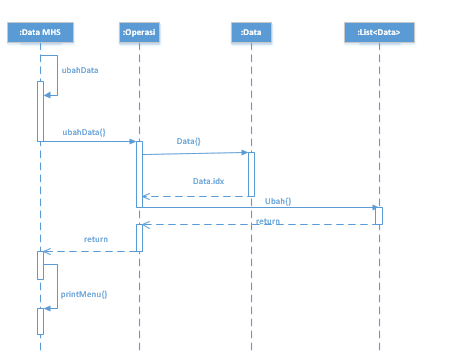 :Data MHS
:Operasi
:Data
:List<Data>
ubahData
ubahData()
Data()
Data.idx
Ubah()
return
return
printMenu()